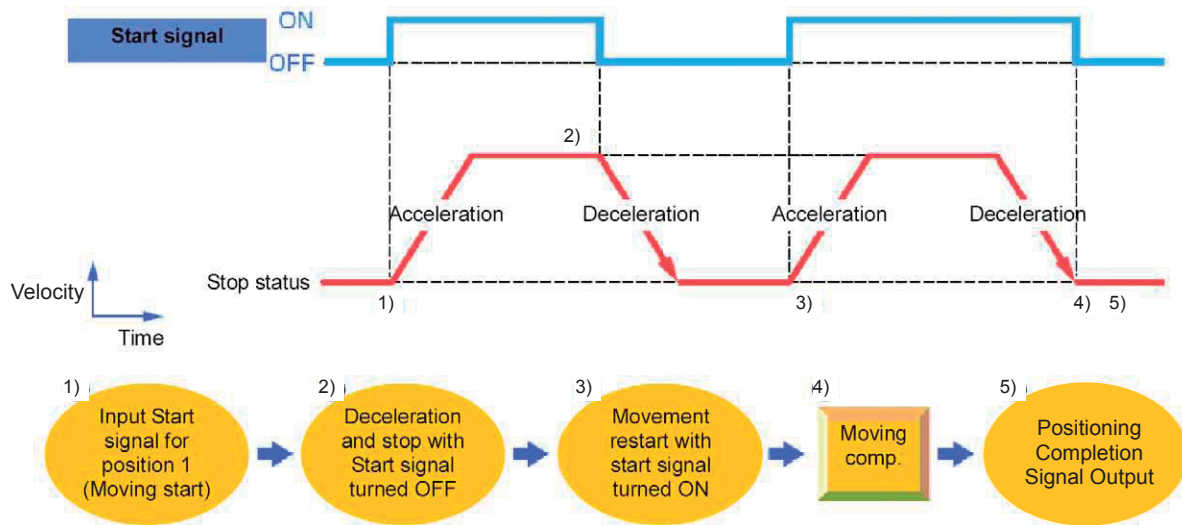 ON
Start signal
OFF
2)
Acceleration
Deceleration
Acceleration
Deceleration
Velocity
Stop status
1)
3)
4)
5)
Time
1)
Input Start
signal for
position 1
(Moving start)
2)
Deceleration
and stop with
Start signal
turned OFF
3)
Movement
restart with
start signal
turned ON
4)
Moving
comp.
5)
Positioning
Completion
Signal Output